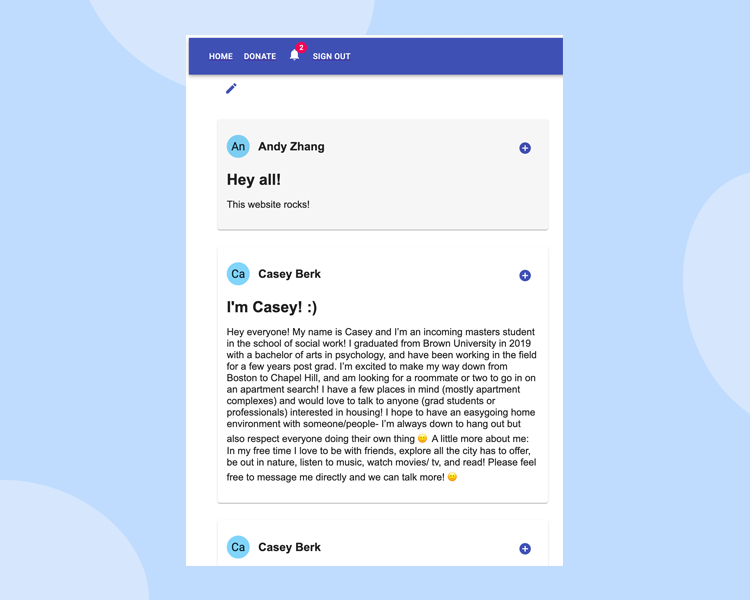 HOME DONATE 2 SIGN OUT
An Andy Zhang
Hey all!
This website rocks!
Ca Casey Berk
I'm Casey! :)
Hey everyone! My name is Casey and I’m an incoming masters student
in the school of social work! I graduated from Brown University in 2019
with a bachelor of arts in psychology, and have been working in the field
for a few years post grad. I’m excited to make my way down from
Boston to Chapel Hill, and am looking for a roommate or two to go in on
an apartment search! I have a few places in mind (mostly apartment
complexes) and would love to talk to anyone (grad students or
professionals) interested in housing! I hope to have an easygoing home
environment with someone/people- I’m always down to hang out but
also respect everyone doing their own thing 😊 A little more about me:
In my free time I love to be with friends, explore all the city has to offer,
be out in nature, listen to music, watch movies/ tv, and read! Please feel
free to message me directly and we can talk more! 😊
Ca Casey Berk